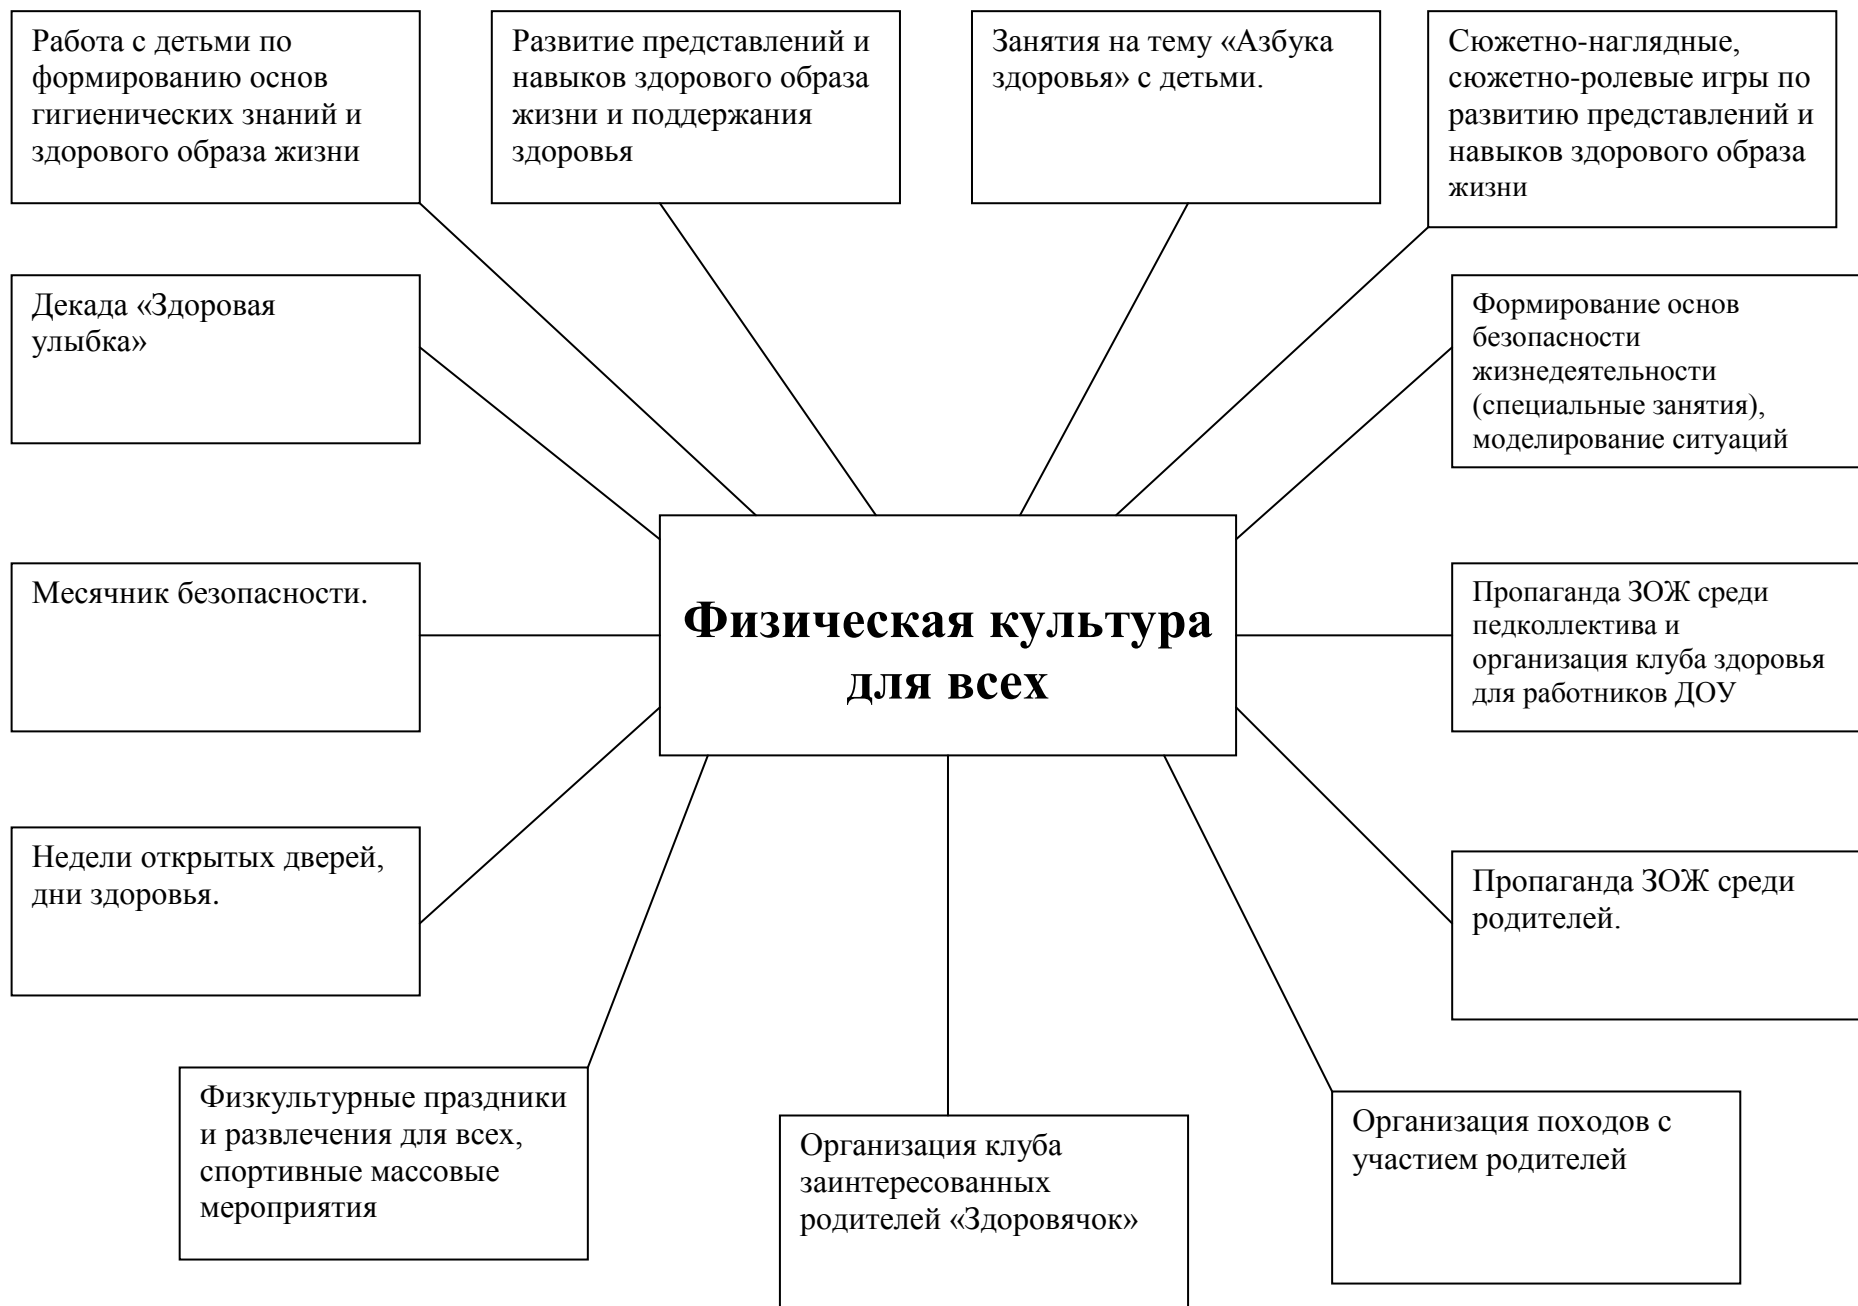 Работа с детьми по
формированию основ
гигиенических знаний и
здорового образа жизни
Развитие представлений и
навыков здорового образа
жизни и поддержания
здоровья
Занятия на тему «Азбука
здоровья» с детьми.
Сюжетно-наглядные,
сюжетно-ролевые игры по
развитию представлений и
навыков здорового образа
жизни
Декада «Здоровая
улыбка»
Формирование основ
безопасности
жизнедеятельности
(специальные занятия),
моделирование ситуаций
Месячник безопасности.
Физическая культура
для всех
Пропаганда ЗОЖ среди
педколлектива и
организация клуба здоровья
для работников ДОУ
Недели открытых дверей,
дни здоровья.
Пропаганда ЗОЖ среди
родителей.
Физкультурные праздники
и развлечения для всех,
спортивные массовые
мероприятия
Организация клуба
заинтересованных
родителей «Здоровячок»
Организация походов с
участием родителей